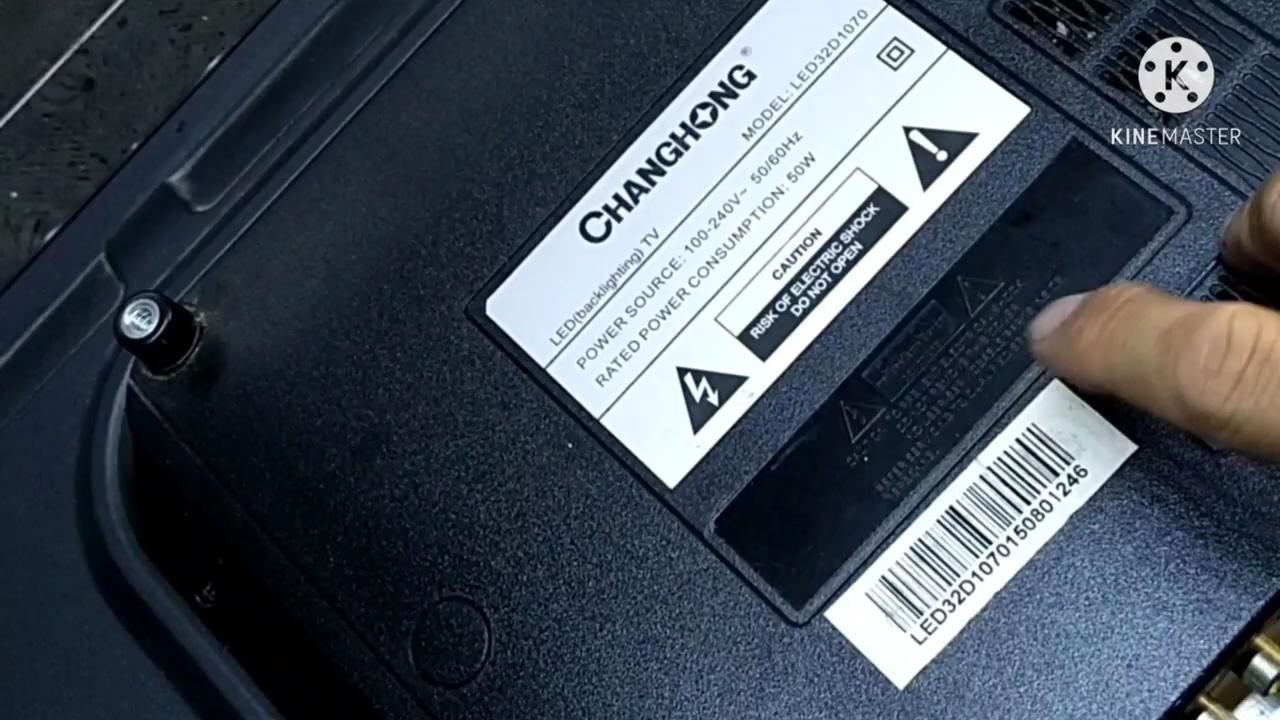 CHANGHONG®
LED(backlighting) TV MODEL: LED32D1070
POWER SOURCE: 100-240V~ 50/60Hz
RATED POWER CONSUMPTION: 50W
CAUTION
RISK OF ELECTRIC SHOCK
DO NOT OPEN
LED32D1070150801246
K
KINEMASTER